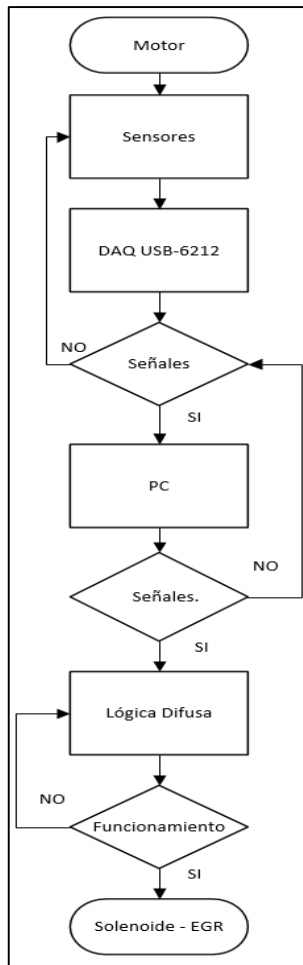 Motor
Sensores
DAQ USB-6212
Señales
NO
SI
PC
NO
Señales.
SI
Lógica Difusa
NO
Funcionamiento
SI
Solenoide - EGR